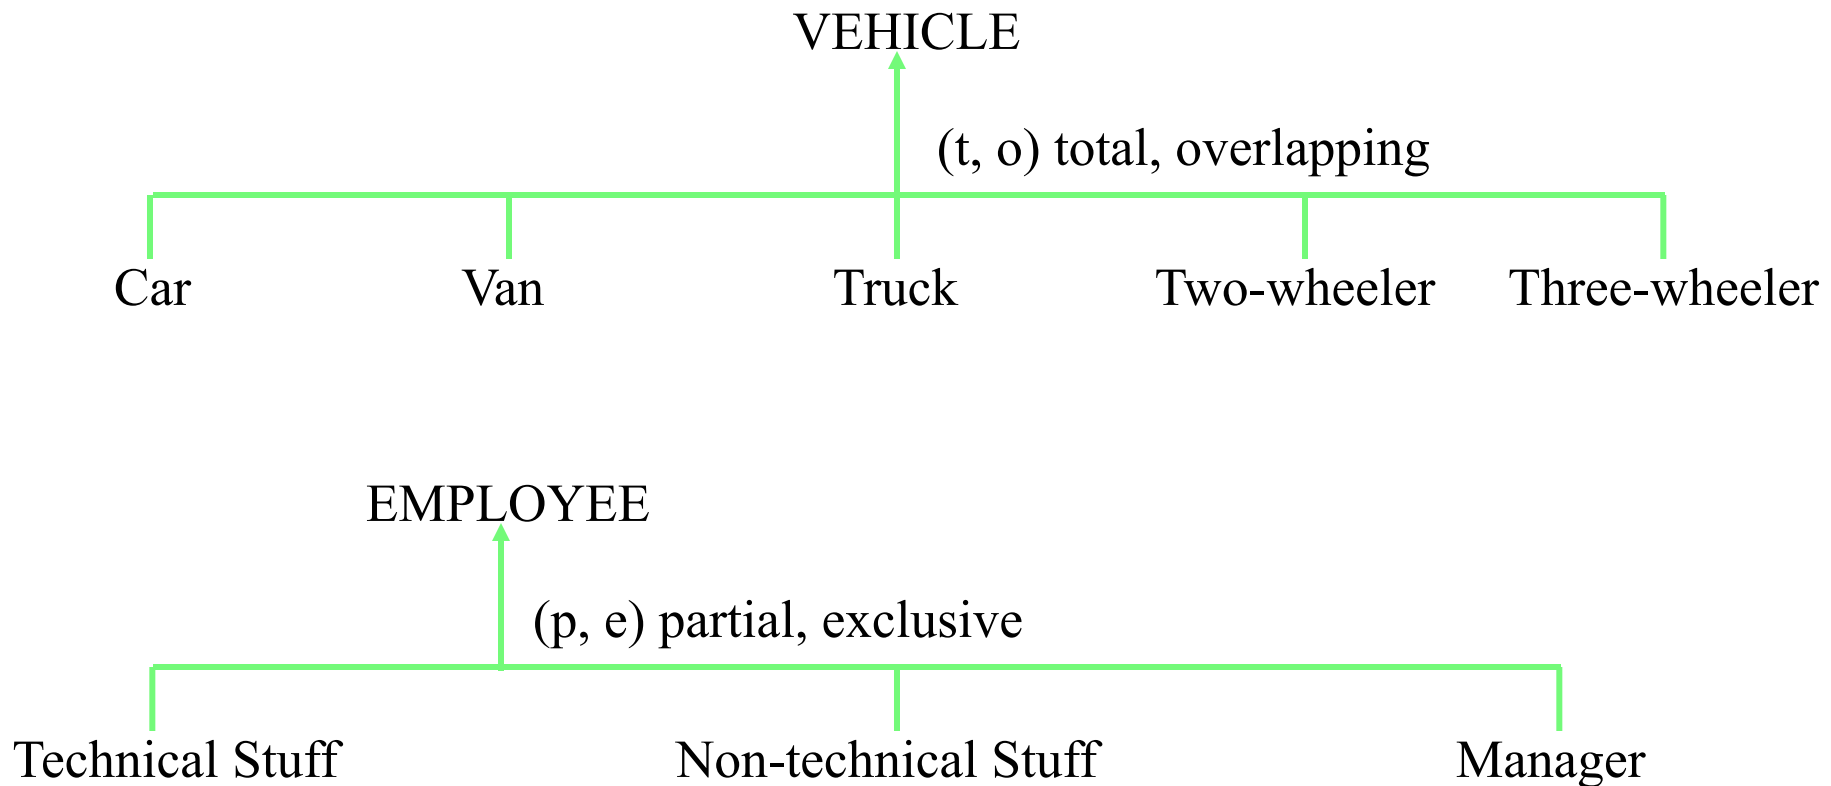 VEHICLE
(t, o) total, overlapping
Car Van Truck Two-wheeler Three-wheeler
EMPLOYEE
(p, e) partial, exclusive
Technical Stuff Non-technical Stuff Manager